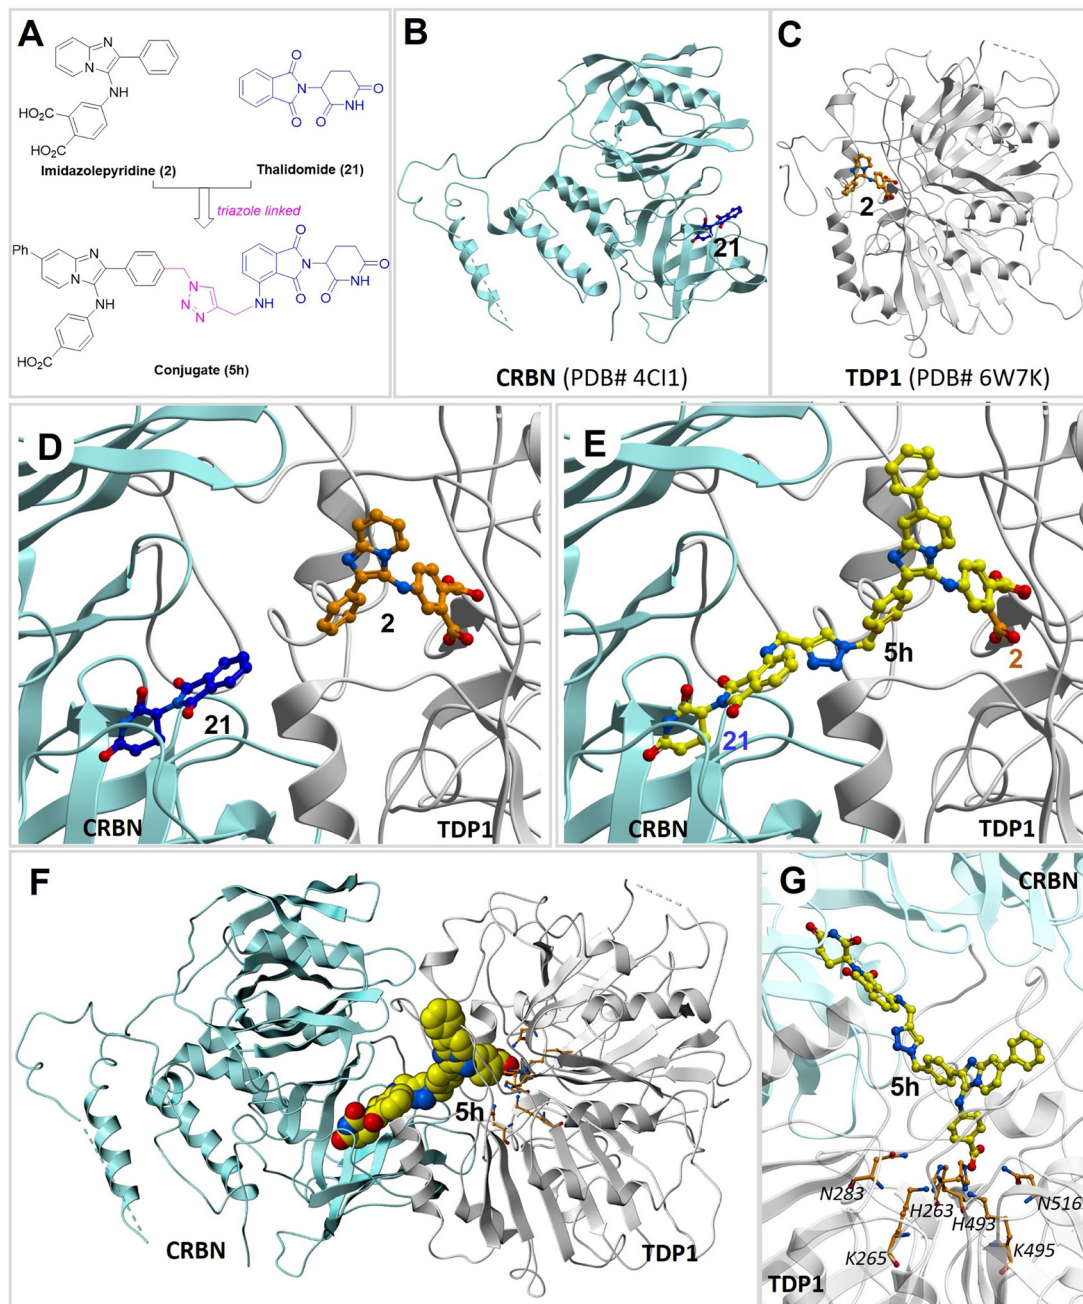 A
N
N
NH
HO₂C
HO₂C
Imidazolepyridine (2)
O
N
O
O
NH
O
Thalidomide (21)
triazole linked
Ph
N
N
NH
HO₂C
N
N
N
NH
O
N
O
O
NH
O
Conjugate (5h)
B
21
CRBN (PDB# 4CI1)
C
2
TDP1 (PDB# 6W7K)
D
2
21
CRBN
TDP1
E
5h
2
21
CRBN
TDP1
F
5h
CRBN
TDP1
G
CRBN
5h
N283
H263
H493
N516
K265
K495
TDP1